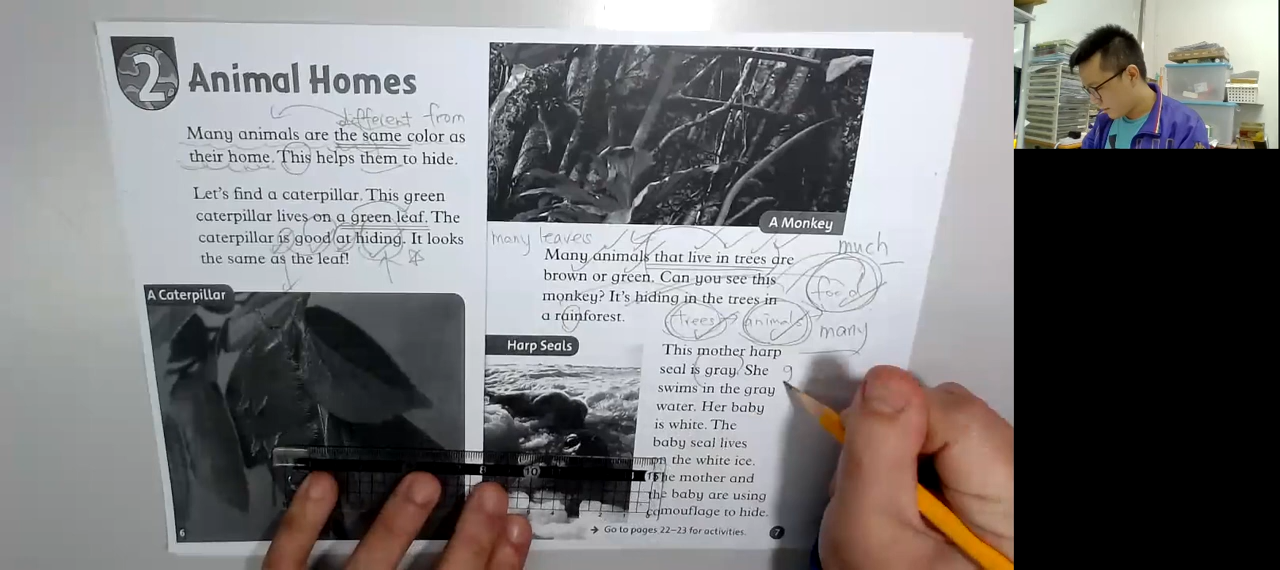 2 Animal Homes
different from
Many animals are the same color as
their home. This helps them to hide.
Let's find a caterpillar. This green
caterpillar lives on a green leaf. The
caterpillar is good at hiding. It looks
the same as the leaf!
A Caterpillar
6
A Monkey
many leaves
much
Many animals that live in trees are
brown or green. Can you see this
monkey? It's hiding in the trees in
a rainforest.
food
trees animals
many
Harp Seals
This mother harp
seal is gray. She
swims in the gray
water. Her baby
is white. The
baby seal lives
on the white ice.
The mother and
the baby are using
camouflage to hide.
g
8 10 15
→ Go to pages 22–23 for activities.
7